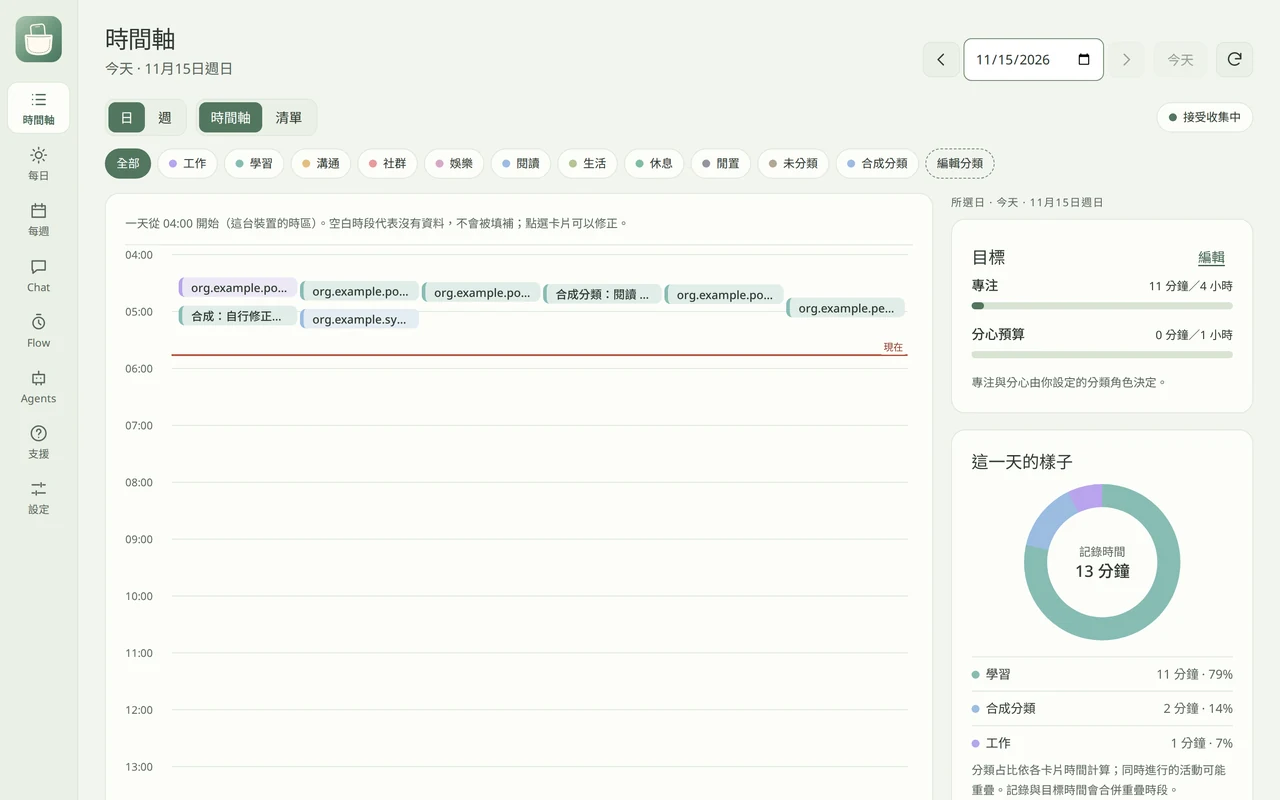 時間軸
每日
每週
Chat
Flow
Agents
支援
設定
時間軸
今天 · 11月15日週日
11/15/2026
今天
日
週
時間軸
清單
接受收集中
全部
工作
學習
溝通
社群
娛樂
閱讀
生活
休息
閒置
未分類
合成分類
編輯分類
一天從 04:00 開始（這台裝置的時區）。空白時段代表沒有資料，不會被填補；點選卡片可以修正。
04:00
org.example.po...
org.example.po...
org.example.po...
合成分類：閱讀 ...
org.example.po...
org.example.pe...
05:00
合成：自行修正...
org.example.sy...
現在
06:00
07:00
08:00
09:00
10:00
11:00
12:00
13:00
所選日 · 今天 · 11月15日週日
目標
編輯
專注
11 分鐘／4 小時
分心預算
0 分鐘／1 小時
專注與分心由你設定的分類角色決定。
這一天的樣子
記錄時間
13 分鐘
學習
11 分鐘 · 79%
合成分類
2 分鐘 · 14%
工作
1 分鐘 · 7%
分類占比依各卡片時間計算；同時進行的活動可能
重疊。記錄與目標時間會合併重疊時段。